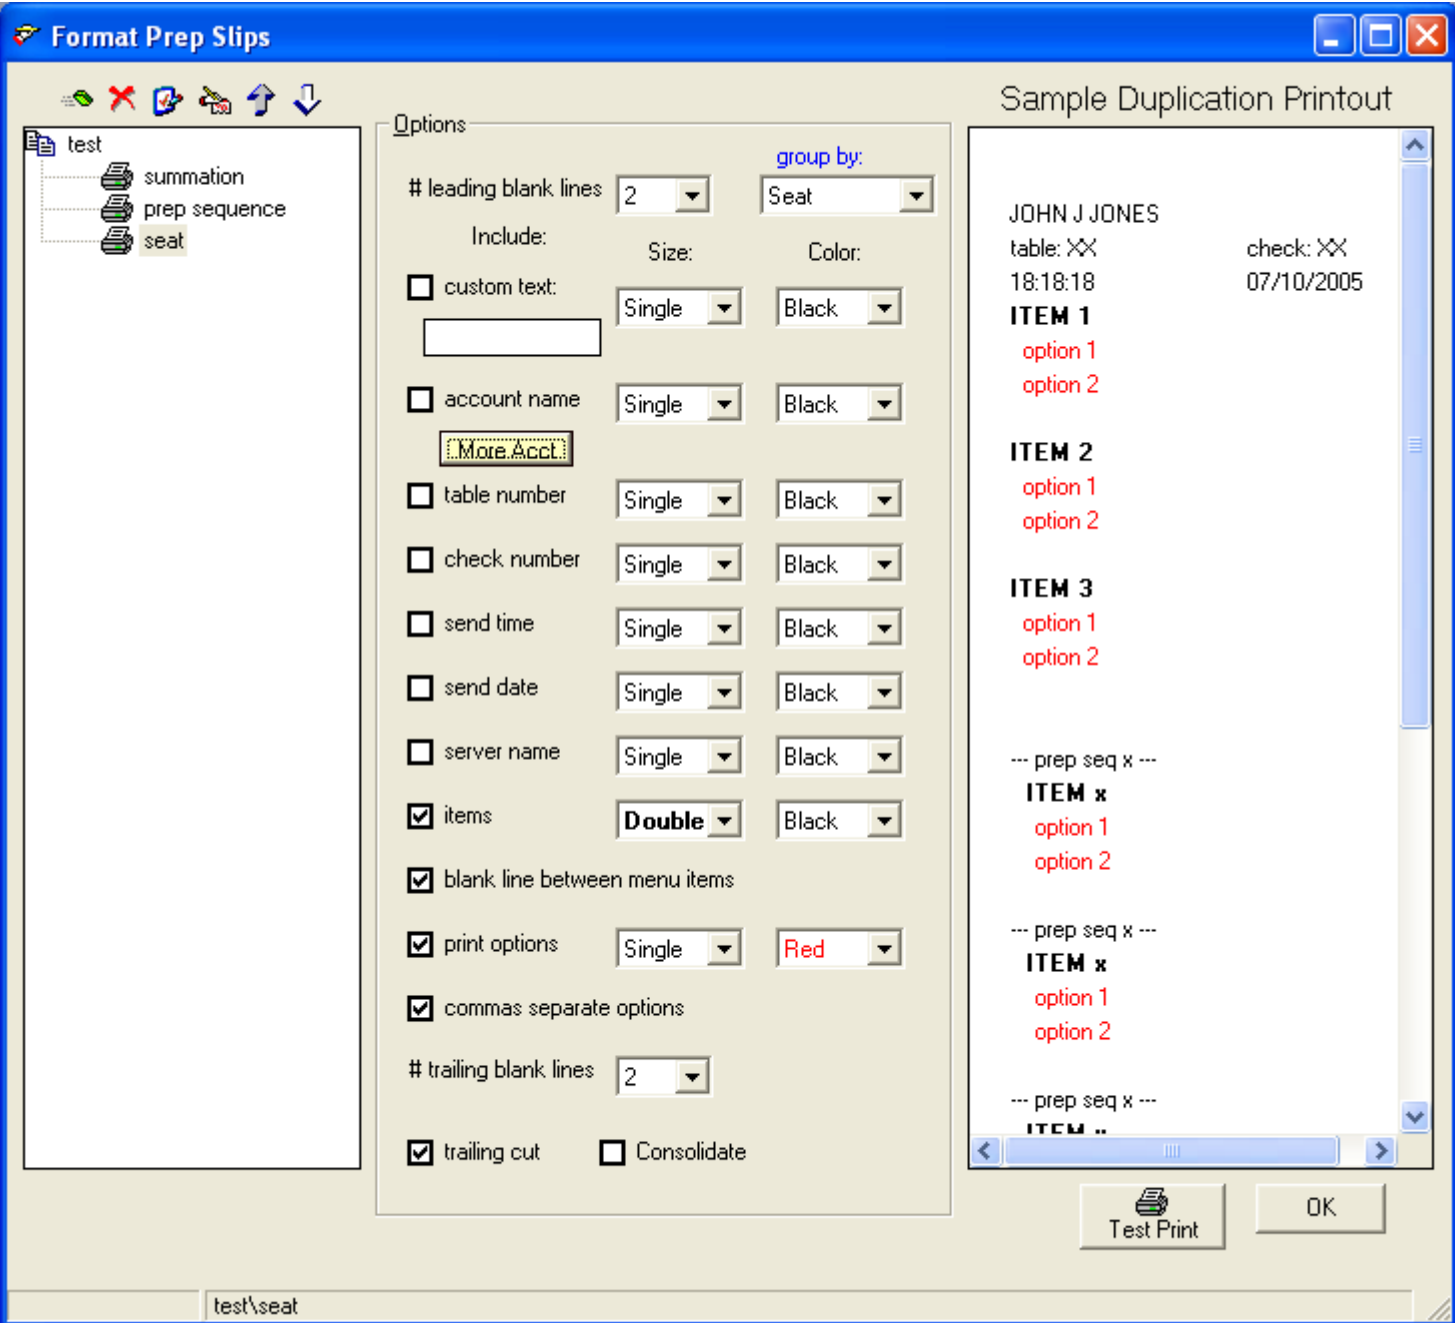 Format Prep Slips
Sample Duplication Printout
test
summation
prep sequence
seat
Options
group by:
# leading blank lines 2 Seat
Include: Size: Color:
custom text: Single Black
account name Single Black
More Acct
table number Single Black
check number Single Black
send time Single Black
send date Single Black
server name Single Black
items Double Black
blank line between menu items
print options Single Red
commas separate options
# trailing blank lines 2
trailing cut Consolidate
JOHN J JONES
table: XX check: XX
18:18:18 07/10/2005
ITEM 1
option 1
option 2
ITEM 2
option 1
option 2
ITEM 3
option 1
option 2
--- prep seq x ---
ITEM x
option 1
option 2
--- prep seq x ---
ITEM x
option 1
option 2
--- prep seq x ---
ITEM x
Test Print OK
test\seat